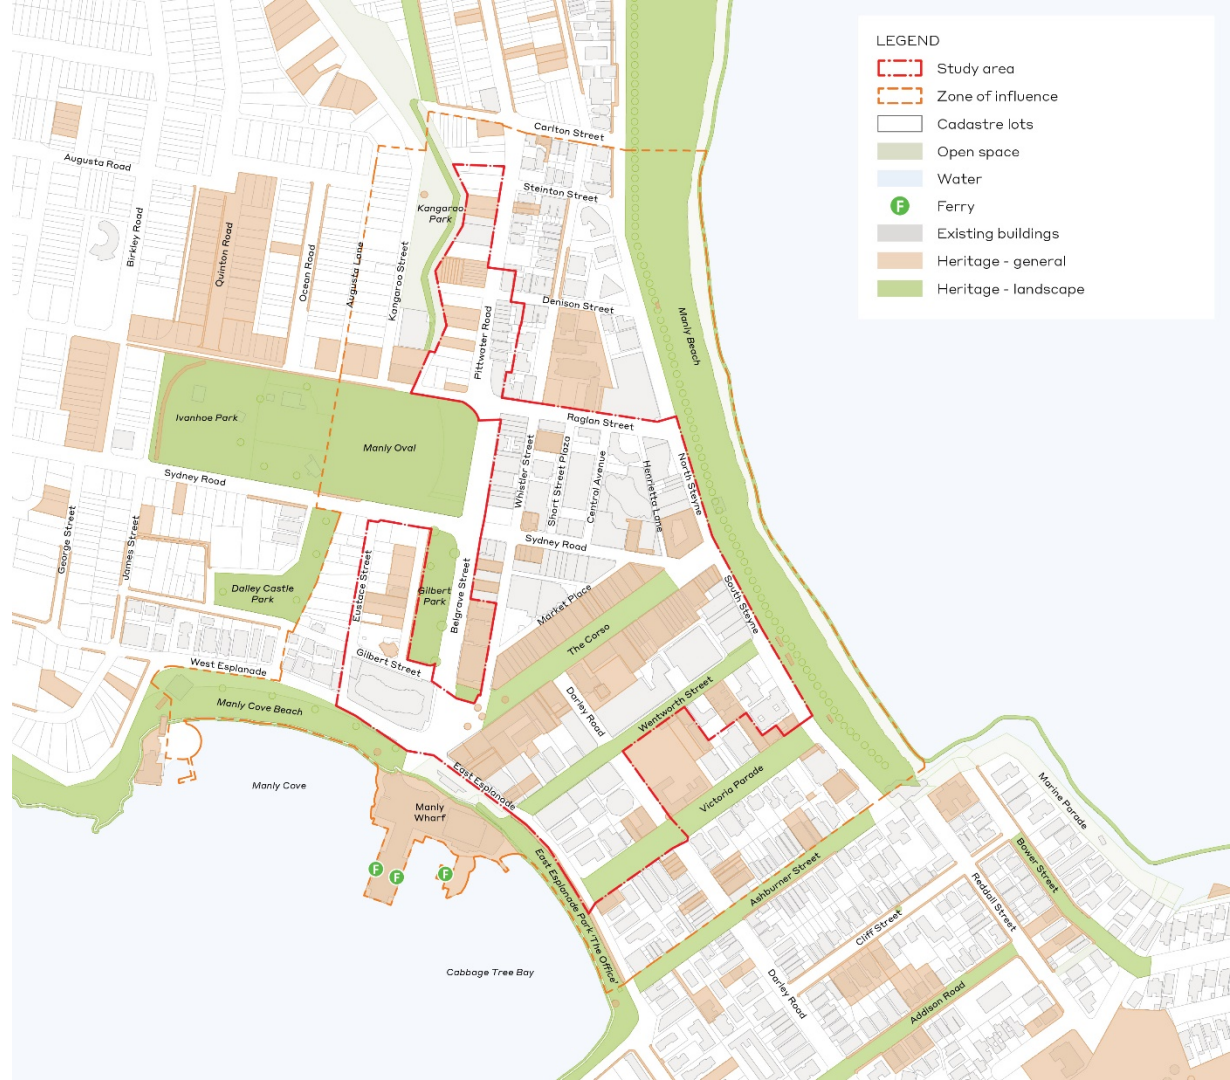 LEGEND
Study area
Zone of influence
Cadastre lots
Open space
Water
F
Ferry
Existing buildings
Heritage - general
Heritage - landscape
Carlton Street
Augusta Road
Steinton Street
Kangaroo
Park
Birkley Road
Quinton Road
Ocean Road
Augusta Lane
Kangaroo Street
Denison Street
Pittwater Road
Manly Beach
Ivanhoe Park
Manly Oval
Raglan Street
Whistler Street
Short Street Plaza
Central Avenue
Henrietta Lane
North Steyne
Sydney Road
George Street
James Street
Sydney Road
Eustace Street
Gilbert
Park
Belgrave Street
Dalley Castle
Park
Market Place
The Corso
South Steyne
West Esplanade
Gilbert Street
Darley Road
Wentworth Street
Manly Cove Beach
East Esplanade
Victoria Parade
Manly Cove
Manly
Wharf
F
F
F
East Esplanade Park 'The Office'
Ashburner Street
Marine Parade
Bower Street
Reddall Street
Cliff Street
Cabbage Tree Bay
Darley Road
Addison Road